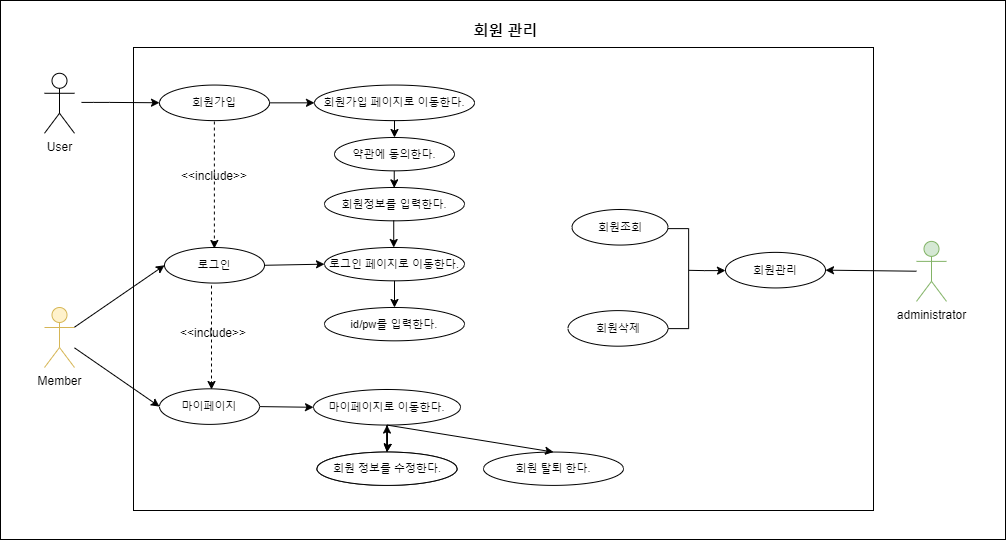 회원 관리
User
회원가입
회원가입 페이지로 이동한다.
약관에 동의한다.
<<include>>
회원정보를 입력한다.
회원조회
로그인
로그인 페이지로 이동한다.
회원관리
administrator
id/pw를 입력한다.
회원삭제
<<include>>
Member
마이페이지
마이페이지로 이동한다.
회원 정보를 수정한다.
회원 탈퇴 한다.